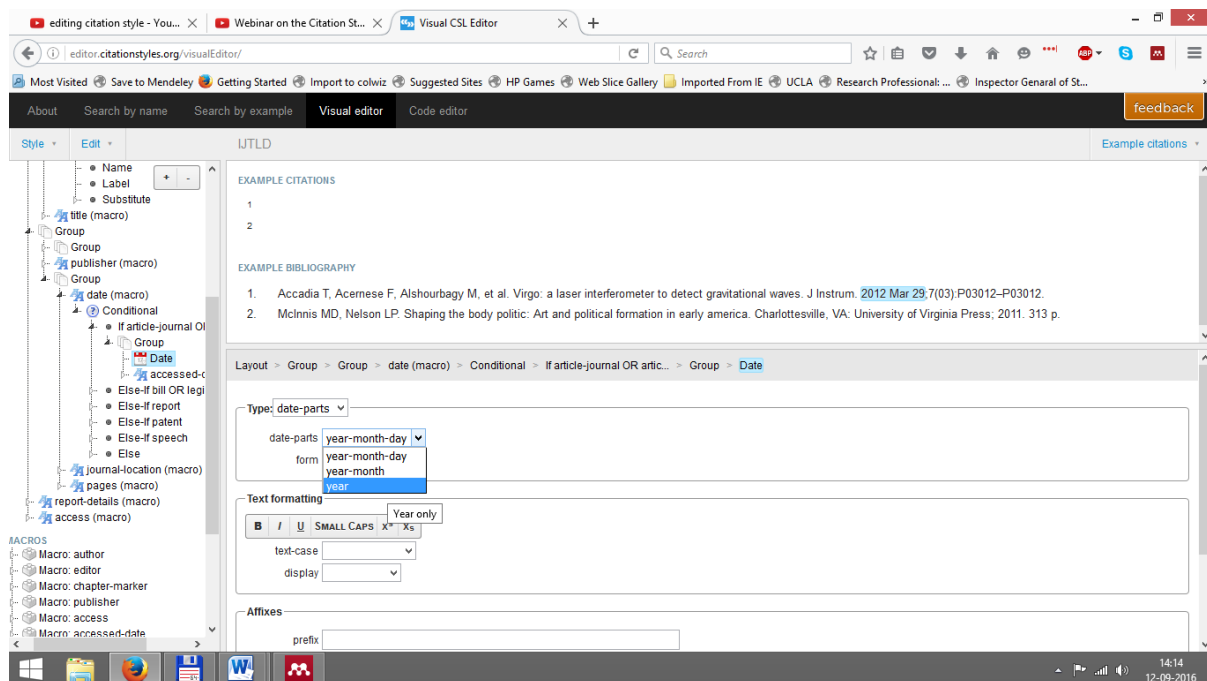 editing citation style - You...
Webinar on the Citation St...
Visual CSL Editor
editor.citationstyles.org/visualEditor/
Search
ABP
S
Most Visited Save to Mendeley Getting Started Import to colwiz Suggested Sites HP Games Web Slice Gallery Imported From IE UCLA Research Professional: ... Inspector Genaral of St...
About Search by name Search by example Visual editor Code editor feedback
Style Edit IJTLD Example citations
Name
Label
+ -
Substitute
title (macro)
Group
Group
publisher (macro)
Group
date (macro)
Conditional
If article-journal OI
Group
Date
accessed-c
Else-If bill OR legi
Else-If report
Else-If patent
Else-If speech
Else
journal-location (macro)
pages (macro)
report-details (macro)
access (macro)
MACROS
Macro: author
Macro: editor
Macro: chapter-marker
Macro: publisher
Macro: access
Macro: accessed-date
EXAMPLE CITATIONS
1
2
EXAMPLE BIBLIOGRAPHY
1. Accadia T, Acernese F, Alshourbagy M, et al. Virgo: a laser interferometer to detect gravitational waves. J Instrum. 2012 Mar 29;7(03):P03012–P03012.
2. McInnis MD, Nelson LP. Shaping the body politic: Art and political formation in early america. Charlottesville, VA: University of Virginia Press; 2011. 313 p.
Layout > Group > Group > date (macro) > Conditional > If article-journal OR artic... > Group > Date
Type: date-parts
date-parts year-month-day
form
year-month-day
year-month
year
Year only
Text formatting
B I U SMALL CAPS X² Xs
text-case
display
Affixes
prefix
W
14:14
12-09-2016